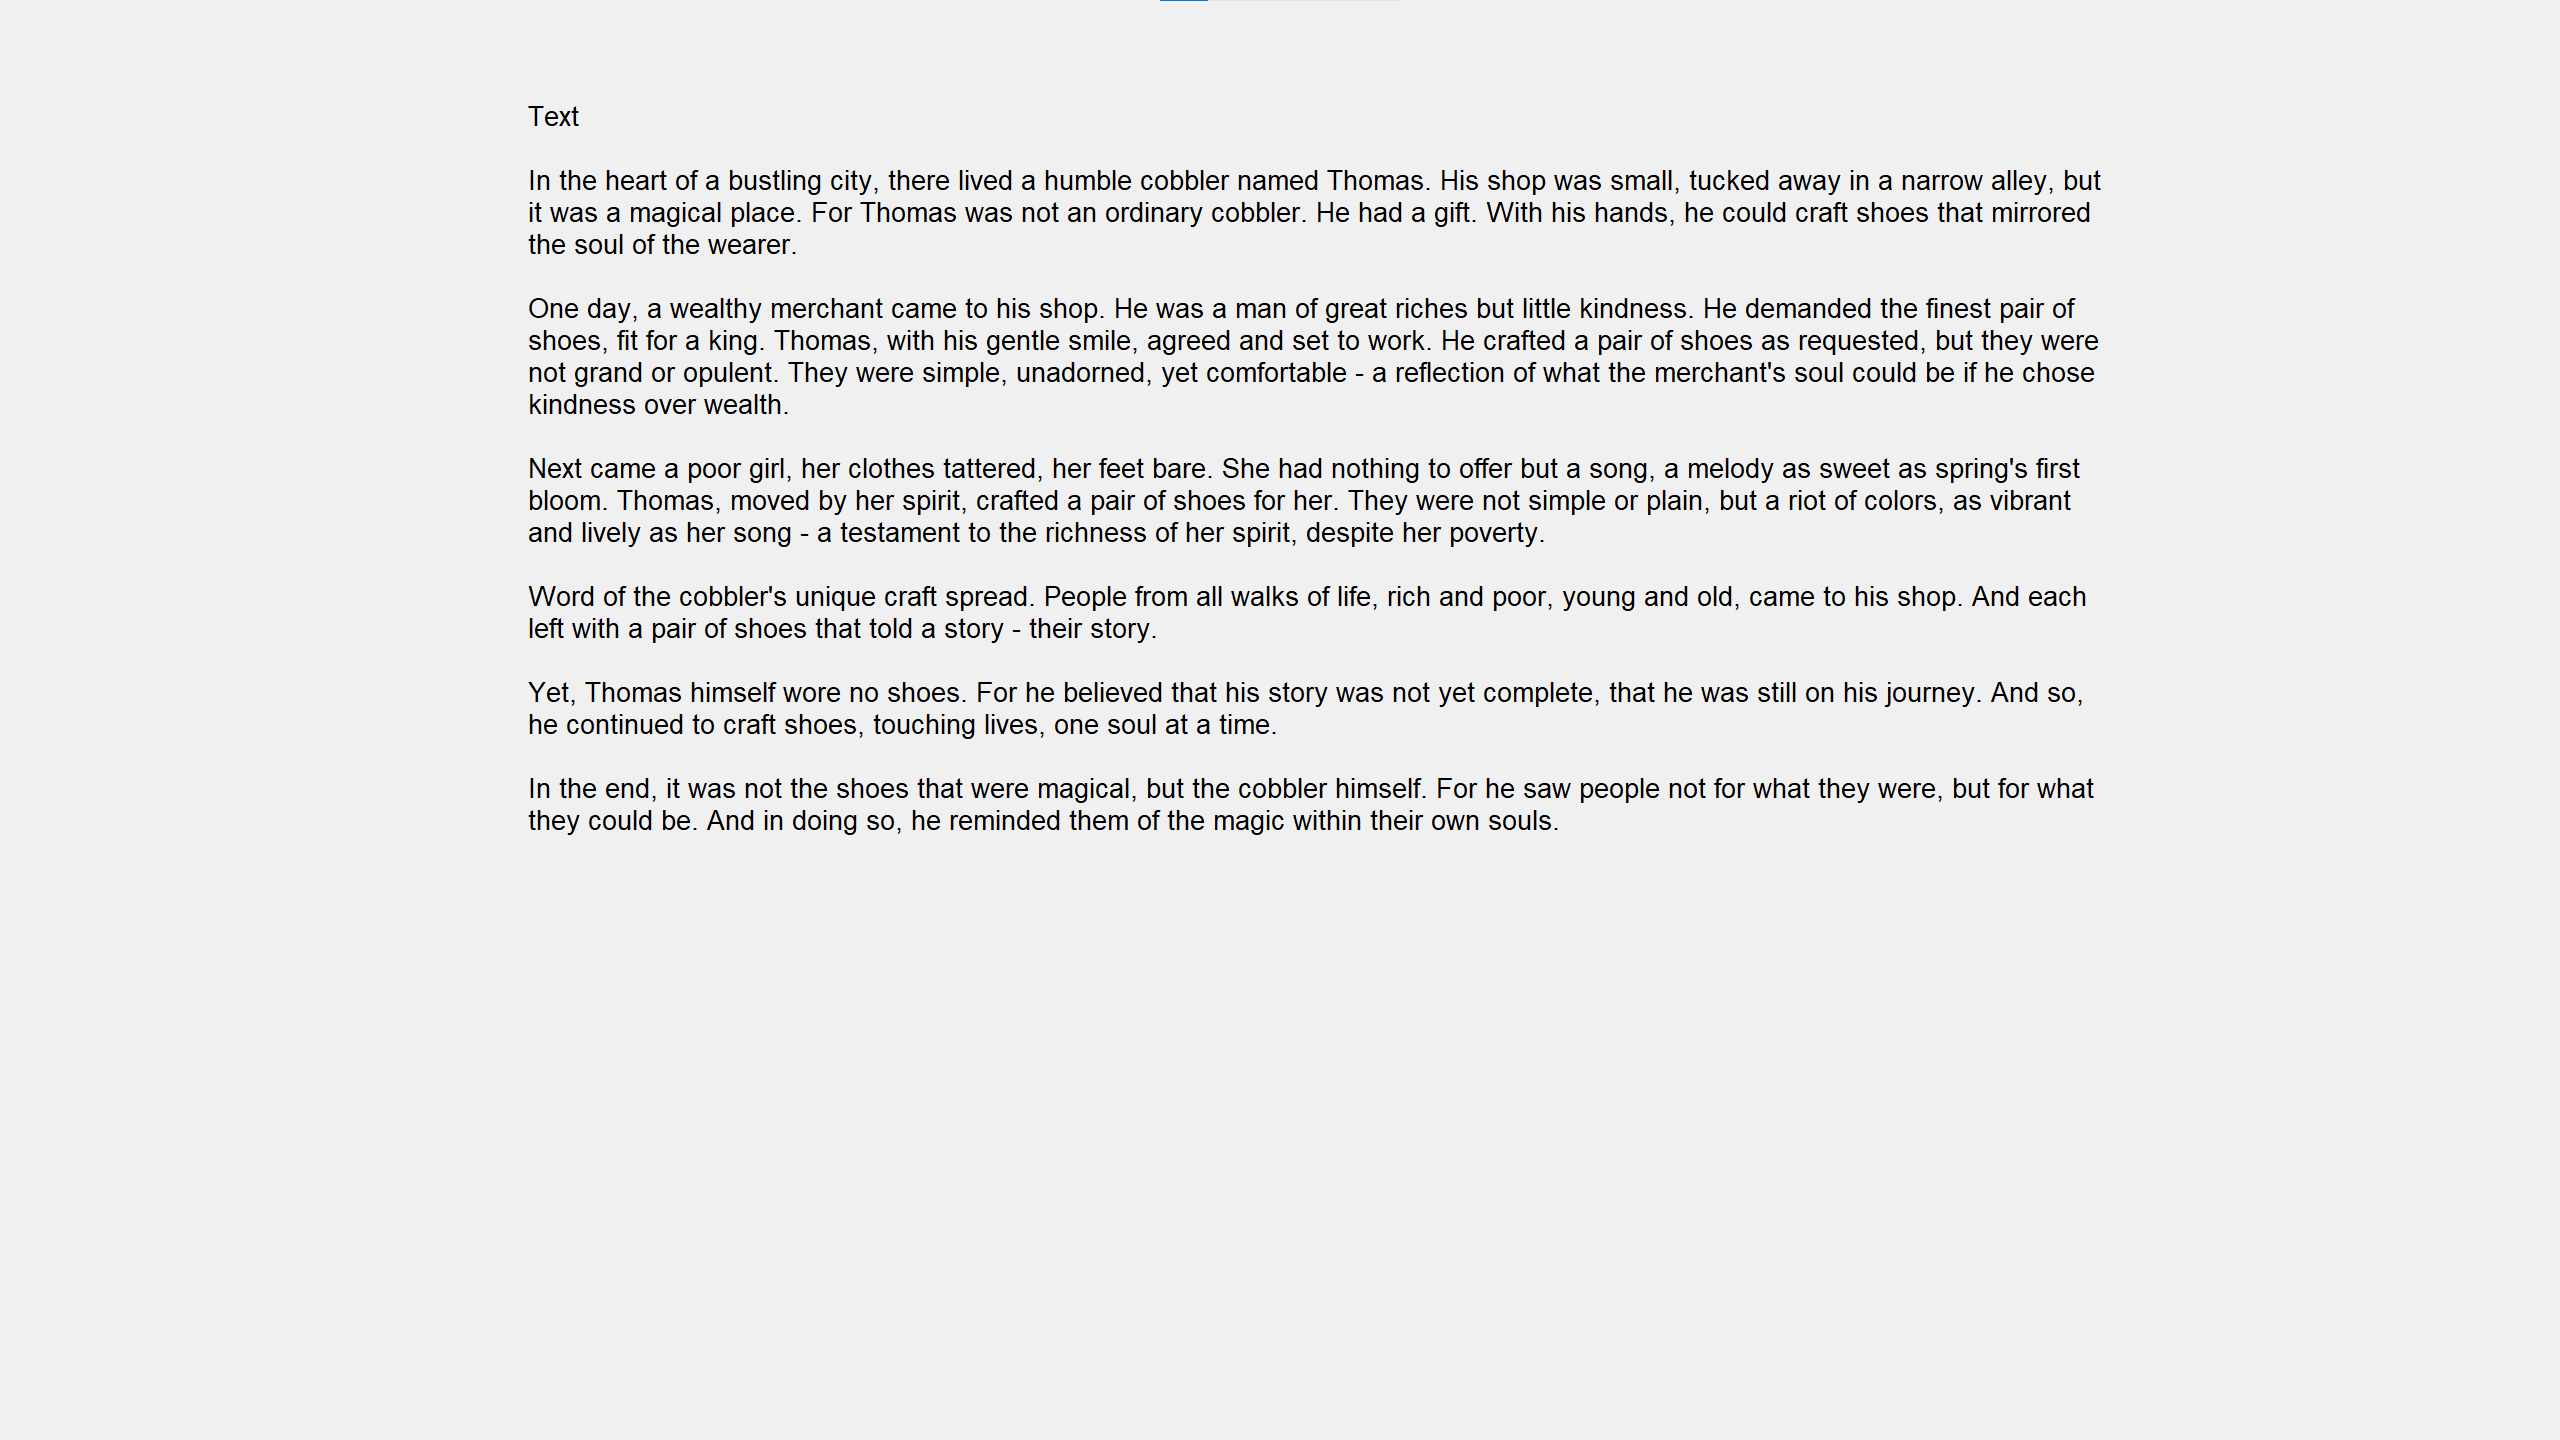 Text
In the heart of a bustling city, there lived a humble cobbler named Thomas. His shop was small, tucked away in a narrow alley, but
it was a magical place. For Thomas was not an ordinary cobbler. He had a gift. With his hands, he could craft shoes that mirrored
the soul of the wearer.
One day, a wealthy merchant came to his shop. He was a man of great riches but little kindness. He demanded the finest pair of
shoes, fit for a king. Thomas, with his gentle smile, agreed and set to work. He crafted a pair of shoes as requested, but they were
not grand or opulent. They were simple, unadorned, yet comfortable - a reflection of what the merchant's soul could be if he chose
kindness over wealth.
Next came a poor girl, her clothes tattered, her feet bare. She had nothing to offer but a song, a melody as sweet as spring's first
bloom. Thomas, moved by her spirit, crafted a pair of shoes for her. They were not simple or plain, but a riot of colors, as vibrant
and lively as her song - a testament to the richness of her spirit, despite her poverty.
Word of the cobbler's unique craft spread. People from all walks of life, rich and poor, young and old, came to his shop. And each
left with a pair of shoes that told a story - their story.
Yet, Thomas himself wore no shoes. For he believed that his story was not yet complete, that he was still on his journey. And so,
he continued to craft shoes, touching lives, one soul at a time.
In the end, it was not the shoes that were magical, but the cobbler himself. For he saw people not for what they were, but for what
they could be. And in doing so, he reminded them of the magic within their own souls.